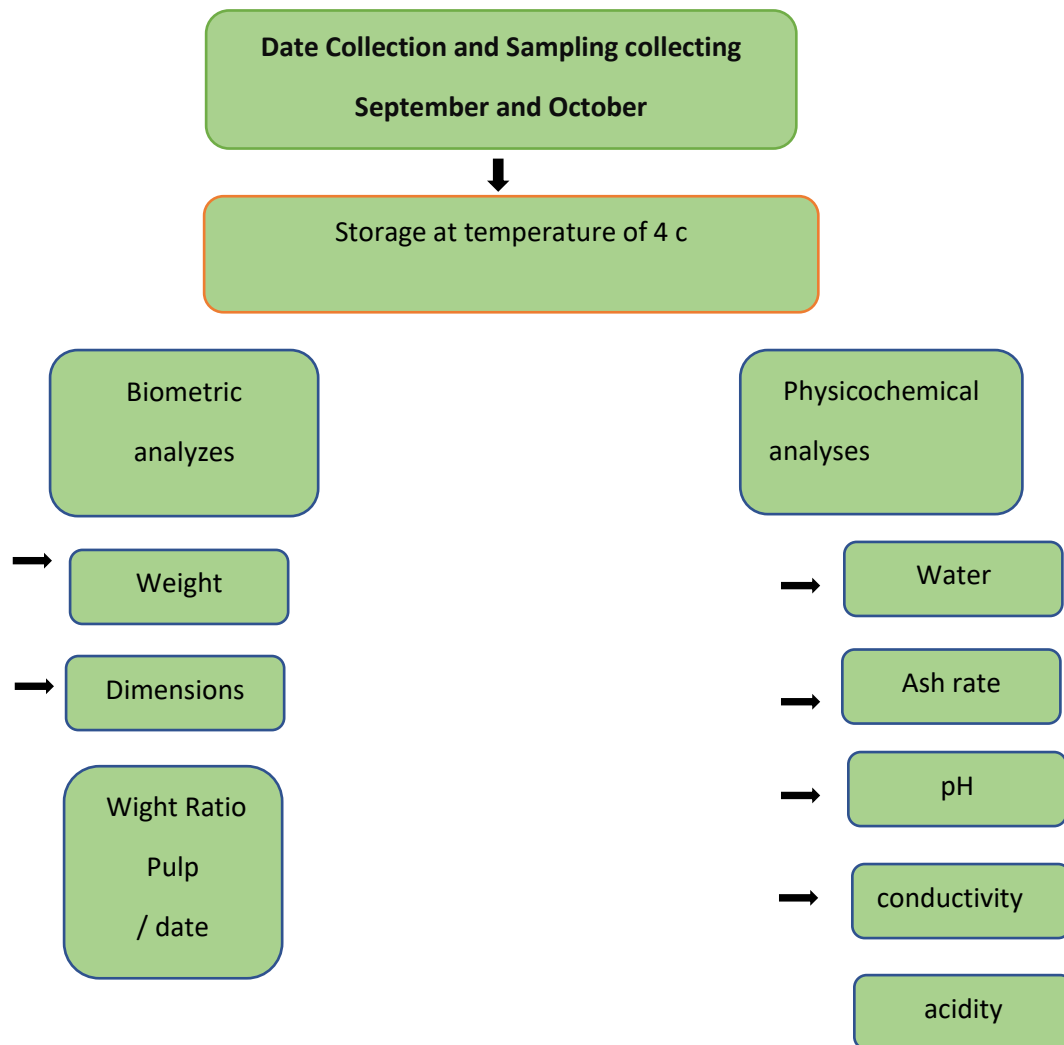 Date Collection and Sampling collecting
September and October
Storage at temperature of 4 c
Biometric
analyzes
Physicochemical
analyses
Weight
Dimensions
Wight Ratio
Pulp
/ date
Water
Ash rate
pH
conductivity
acidity